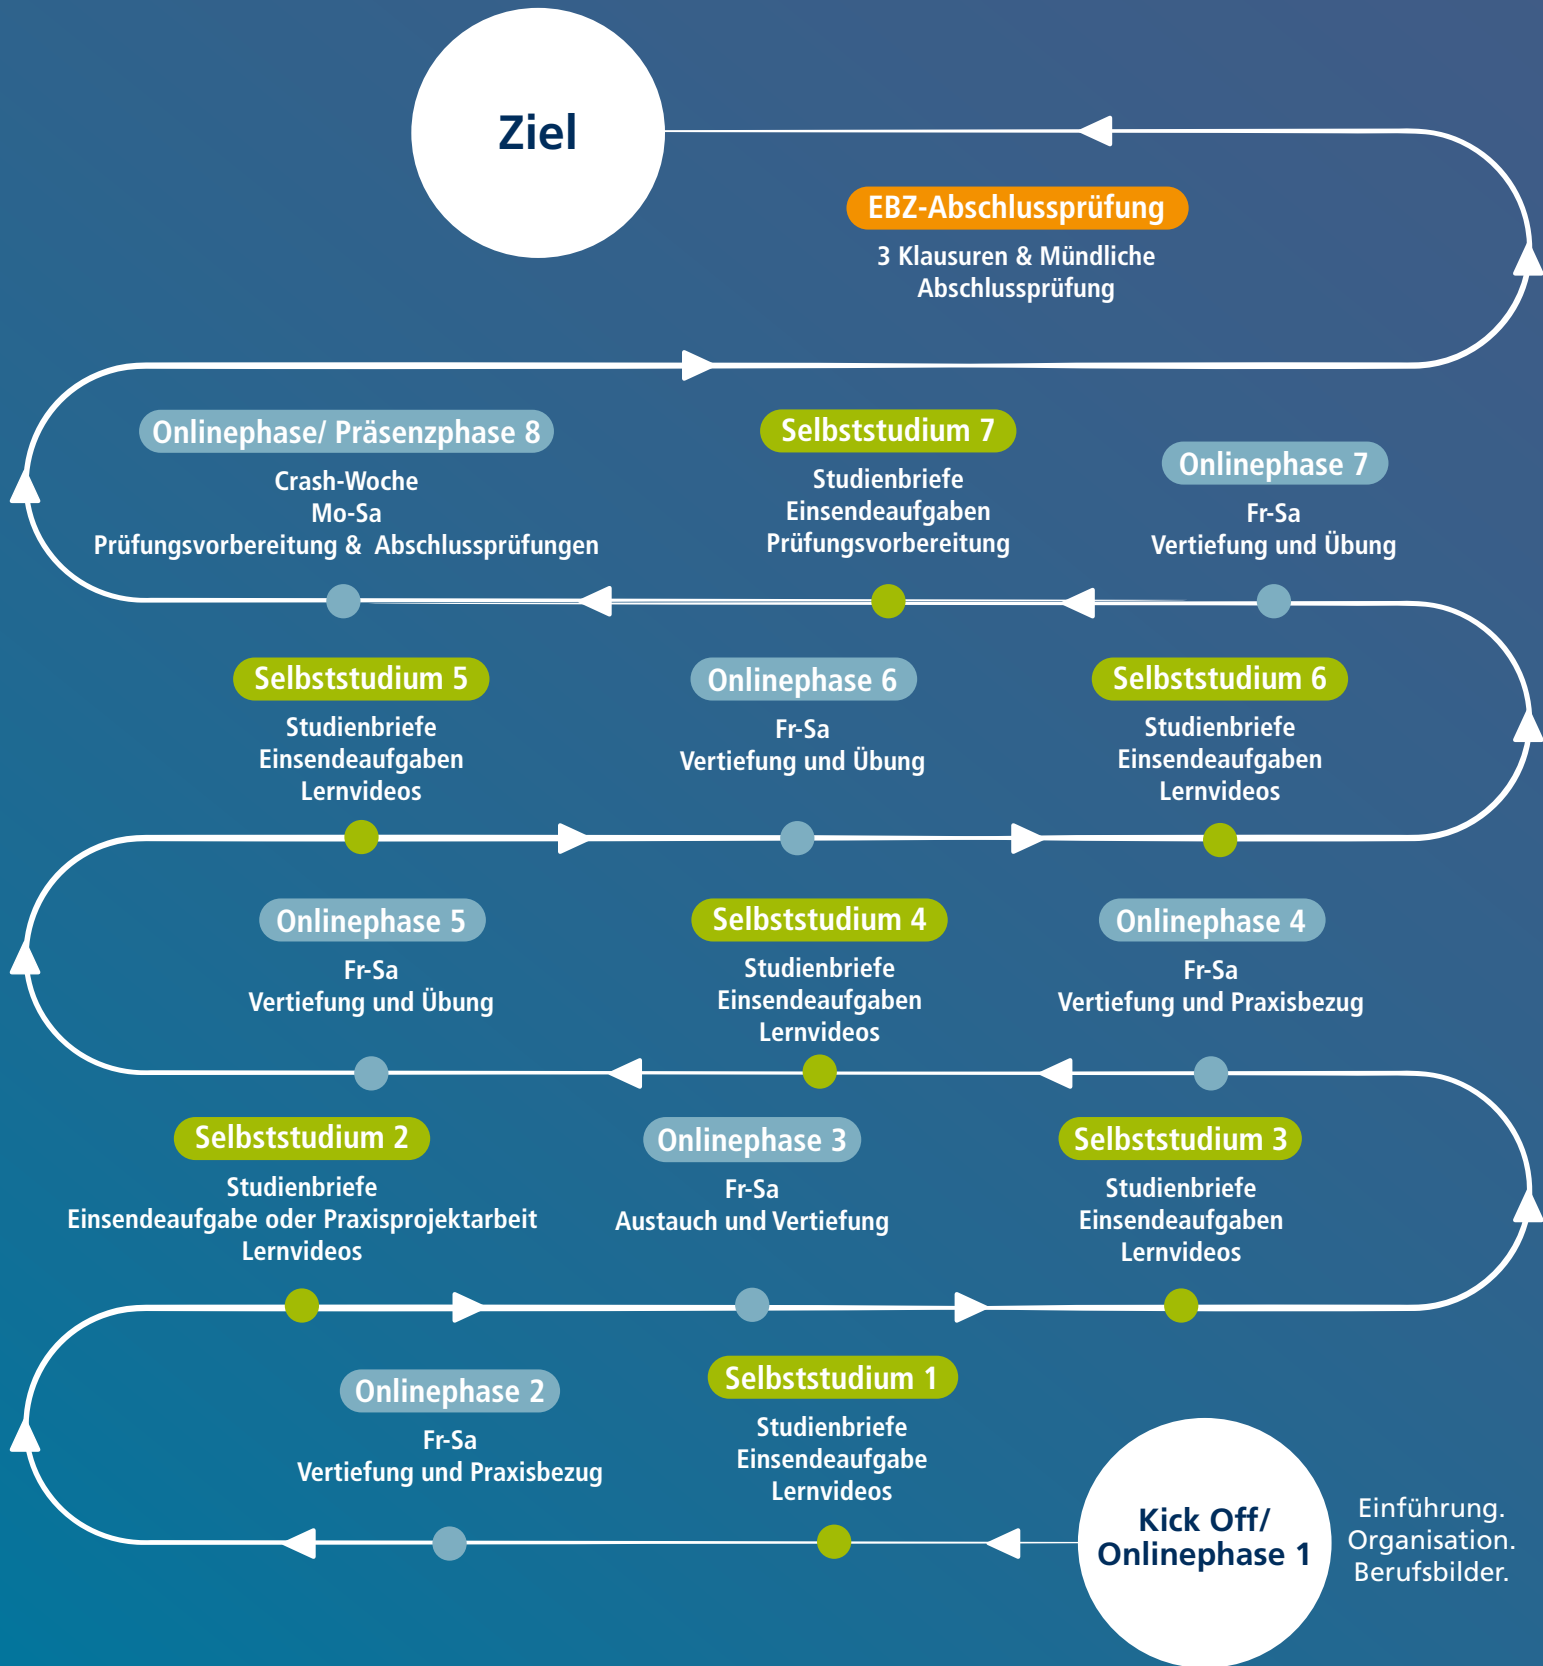 Ziel
EBZ-Abschlussprüfung
3 Klausuren & Mündliche
Abschlussprüfung
Onlinephase/ Präsenzphase 8
Crash-Woche
Mo-Sa
Prüfungsvorbereitung & Abschlussprüfungen
Selbststudium 7
Studienbriefe
Einsendeaufgaben
Prüfungsvorbereitung
Onlinephase 7
Fr-Sa
Vertiefung und Übung
Selbststudium 5
Studienbriefe
Einsendeaufgaben
Lernvideos
Onlinephase 6
Fr-Sa
Vertiefung und Übung
Selbststudium 6
Studienbriefe
Einsendeaufgaben
Lernvideos
Onlinephase 5
Fr-Sa
Vertiefung und Übung
Selbststudium 4
Studienbriefe
Einsendeaufgaben
Lernvideos
Onlinephase 4
Fr-Sa
Vertiefung und Praxisbezug
Selbststudium 2
Studienbriefe
Einsendeaufgabe oder Praxisprojektarbeit
Lernvideos
Onlinephase 3
Fr-Sa
Austauch und Vertiefung
Selbststudium 3
Studienbriefe
Einsendeaufgaben
Lernvideos
Onlinephase 2
Fr-Sa
Vertiefung und Praxisbezug
Selbststudium 1
Studienbriefe
Einsendeaufgabe
Lernvideos
Kick Off/
Onlinephase 1
Einführung.
Organisation.
Berufsbilder.